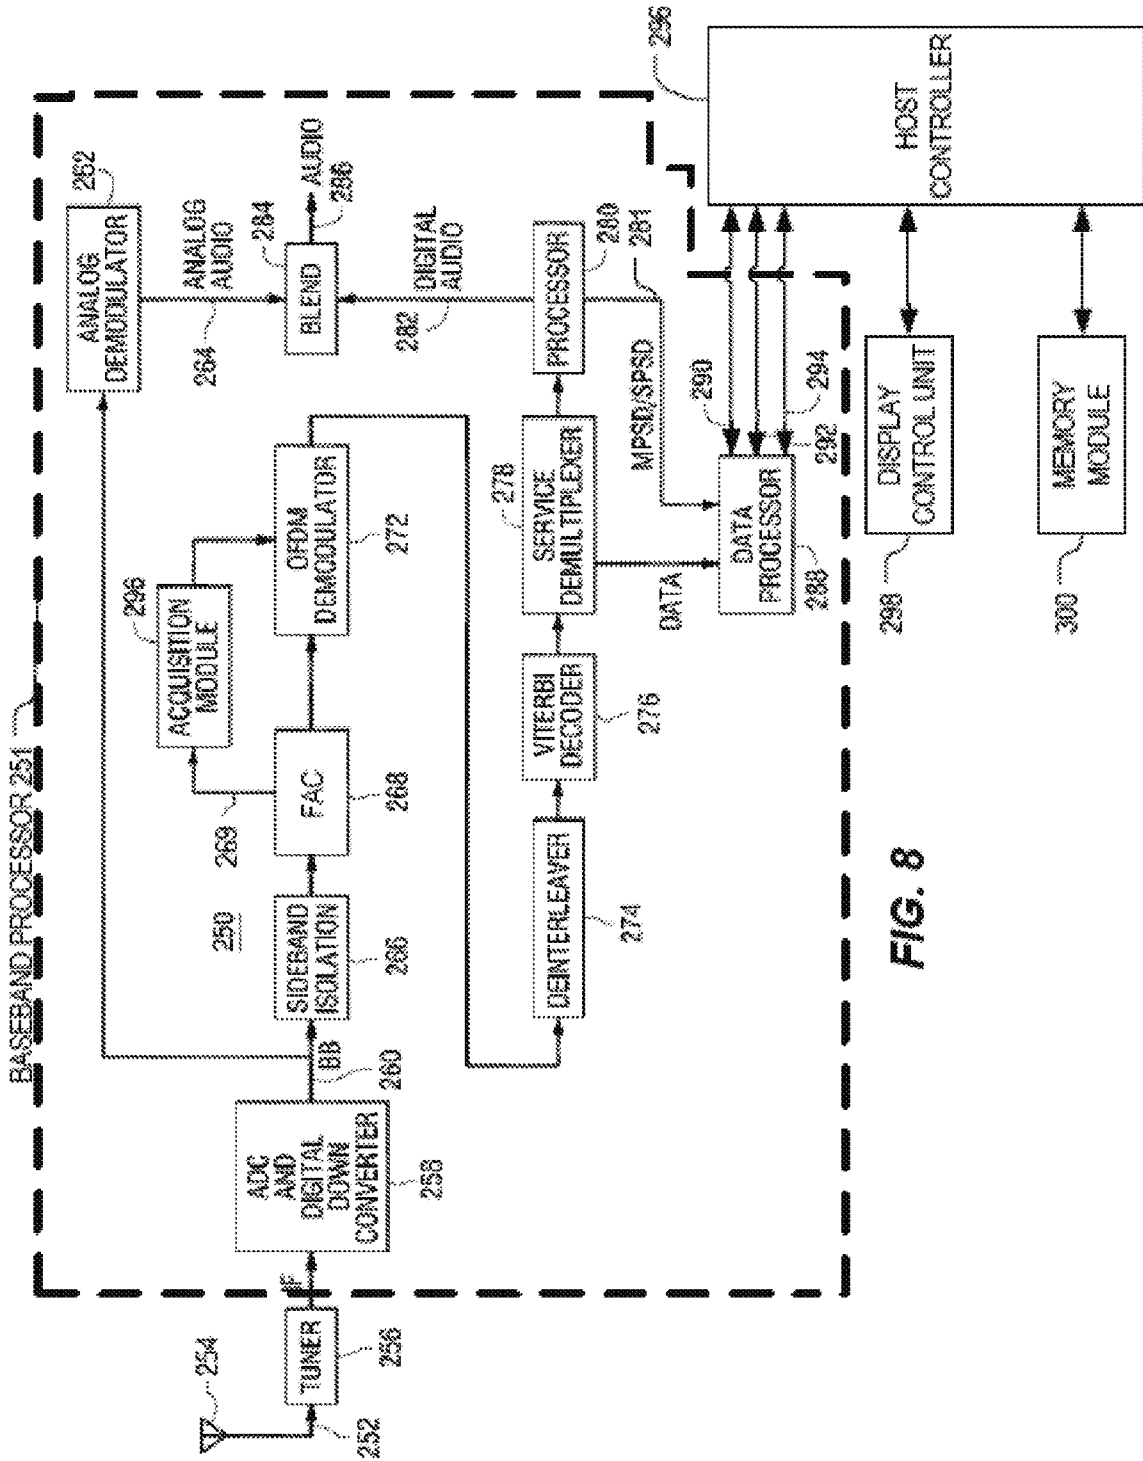 BASEBAND PROCESSOR 251
254
252
TUNER
256
IF
ADC
AND
DIGITAL
DOWN
CONVERTER
258
BB
260
250
SIDEBAND
ISOLATION
266
FAC
268
269
ACQUISITION
MODULE
296
OFDM
DEMODULATOR
272
ANALOG
DEMODULATOR
262
ANALOG
AUDIO
264
BLEND
284
AUDIO
286
DIGITAL
AUDIO
282
DEINTERLEAVER
274
VITERBI
DECODER
276
SERVICE
DEMULTIPLEXER
278
PROCESSOR
280
281
MPSD/SPSD
DATA
DATA
PROCESSOR
288
290
292
294
HOST
CONTROLLER
296
DISPLAY
CONTROL UNIT
298
MEMORY
MODULE
300
FIG. 8